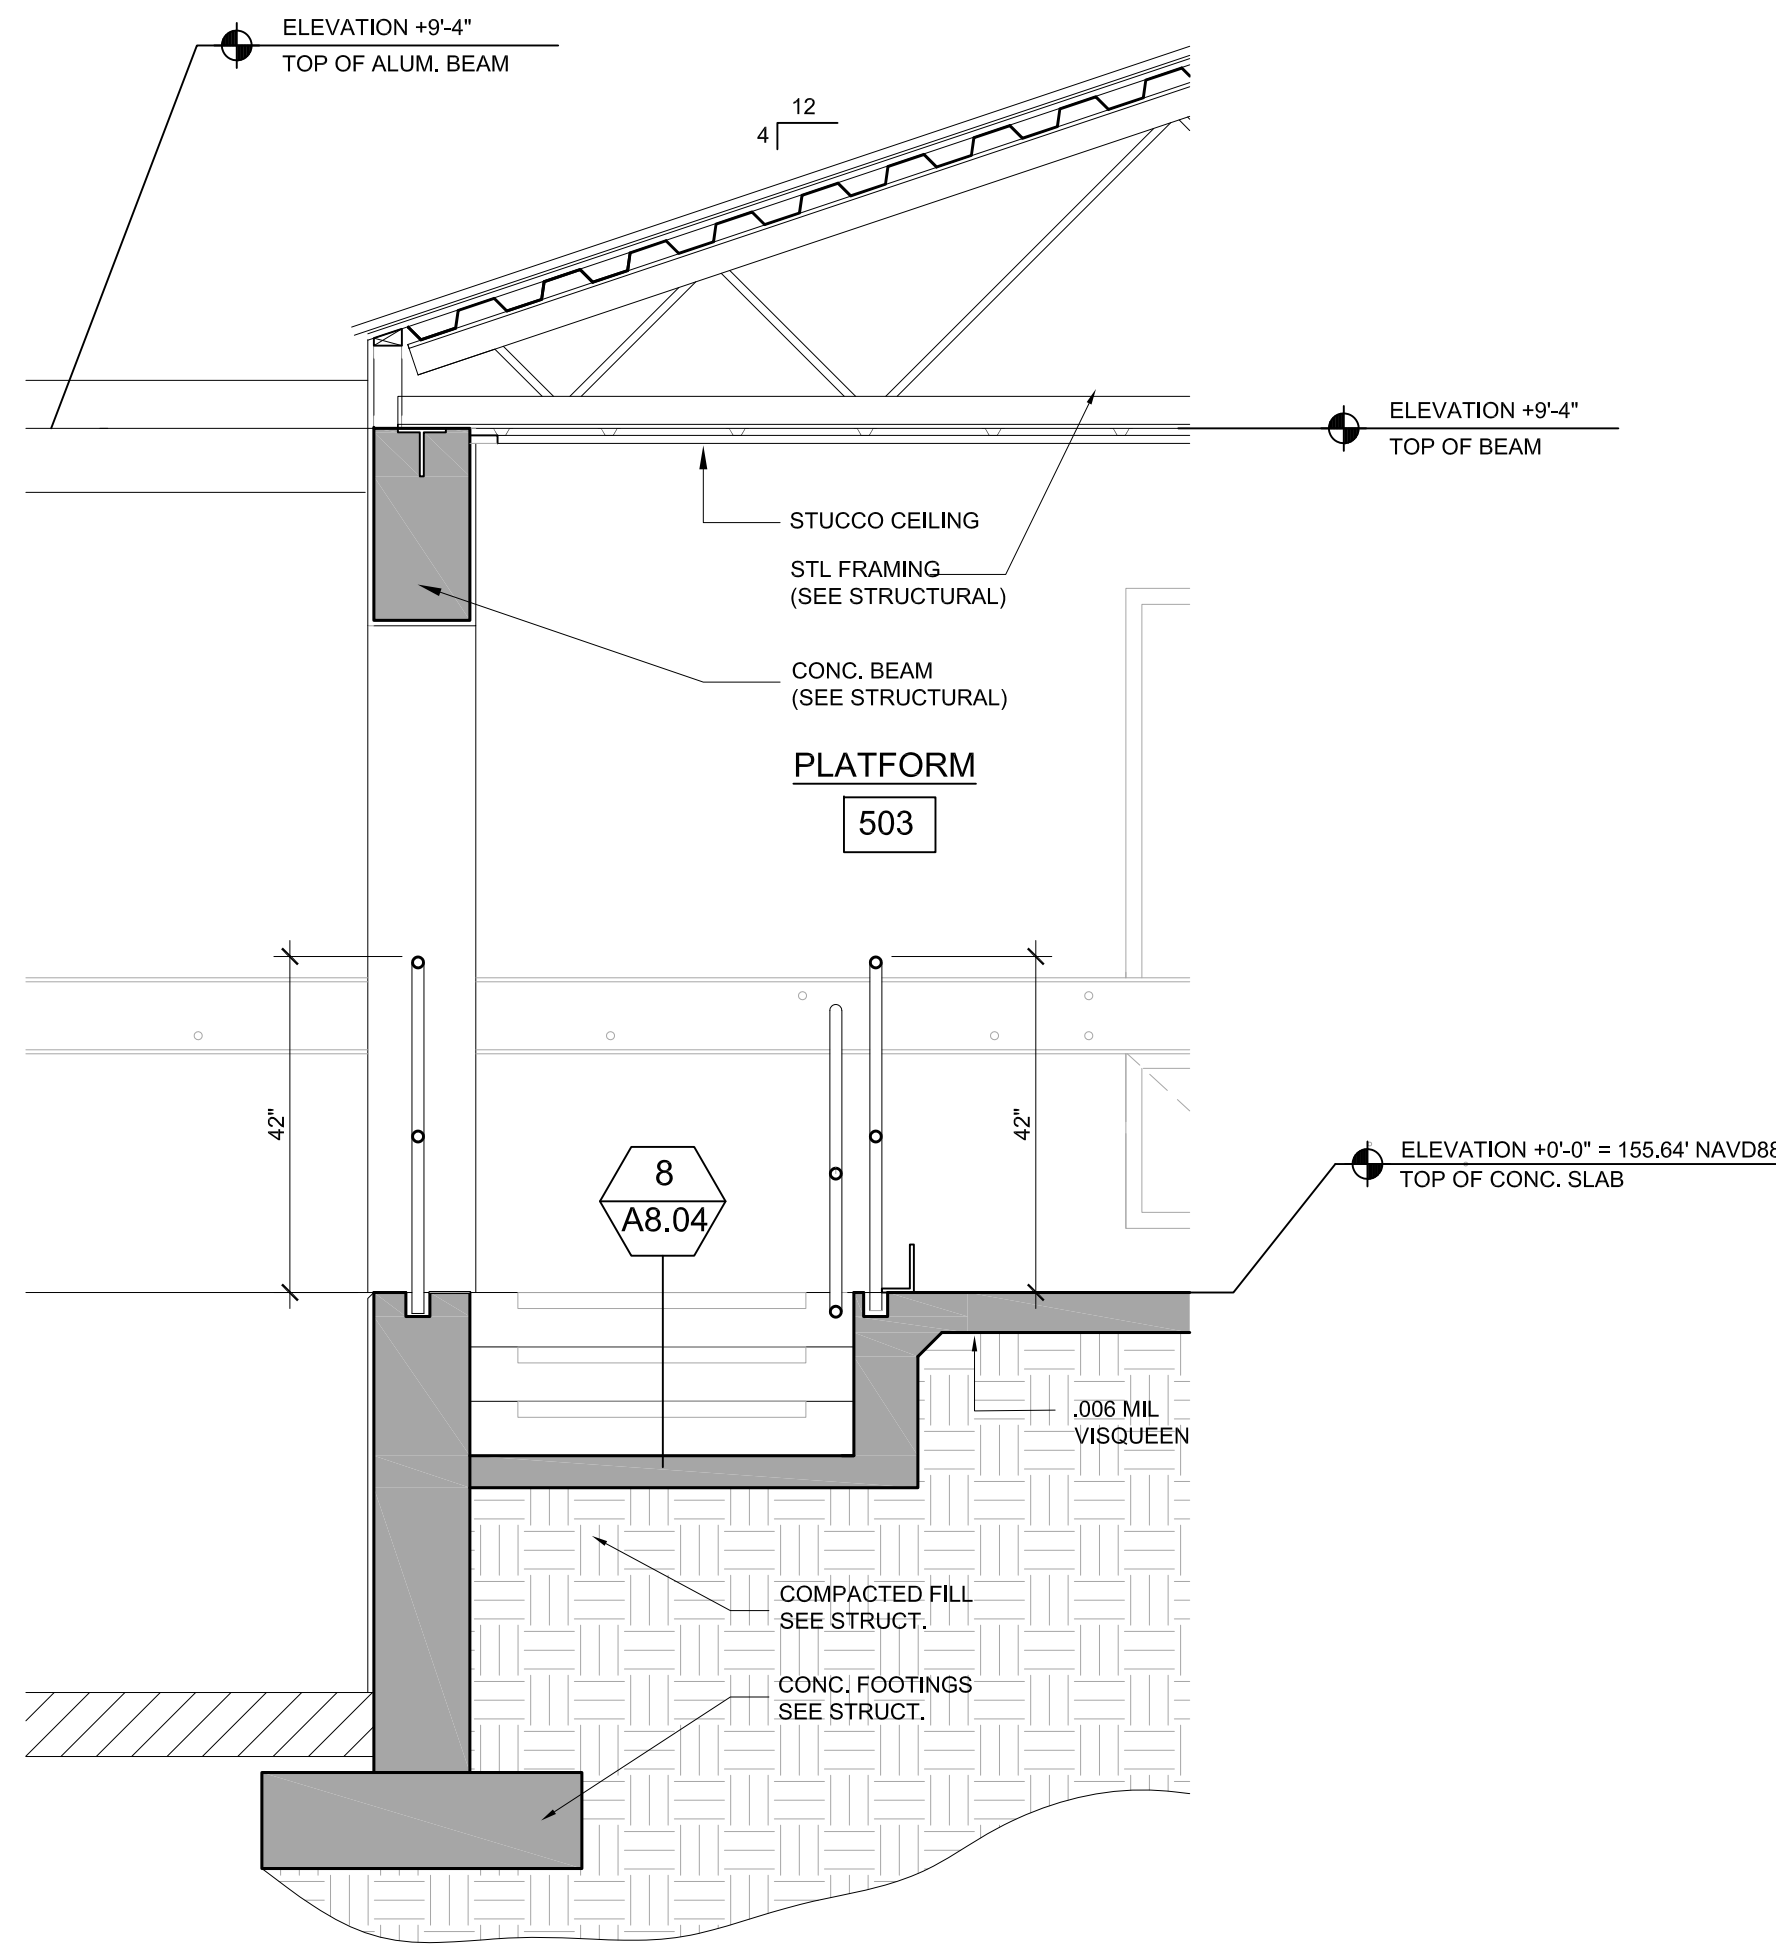 ELEVATION +9'-4"
TOP OF ALUM. BEAM
12
4
ELEVATION +9'-4"
TOP OF BEAM
STUCCO CEILING
STL FRAMING
(SEE STRUCTURAL)
CONC. BEAM
(SEE STRUCTURAL)
PLATFORM
503
42"
42"
8
A8.04
ELEVATION +0'-0" = 155.64' NAVD88
TOP OF CONC. SLAB
.006 MIL
VISQUEEN
COMPACTED FILL
SEE STRUCT.
CONC. FOOTINGS
SEE STRUCT.